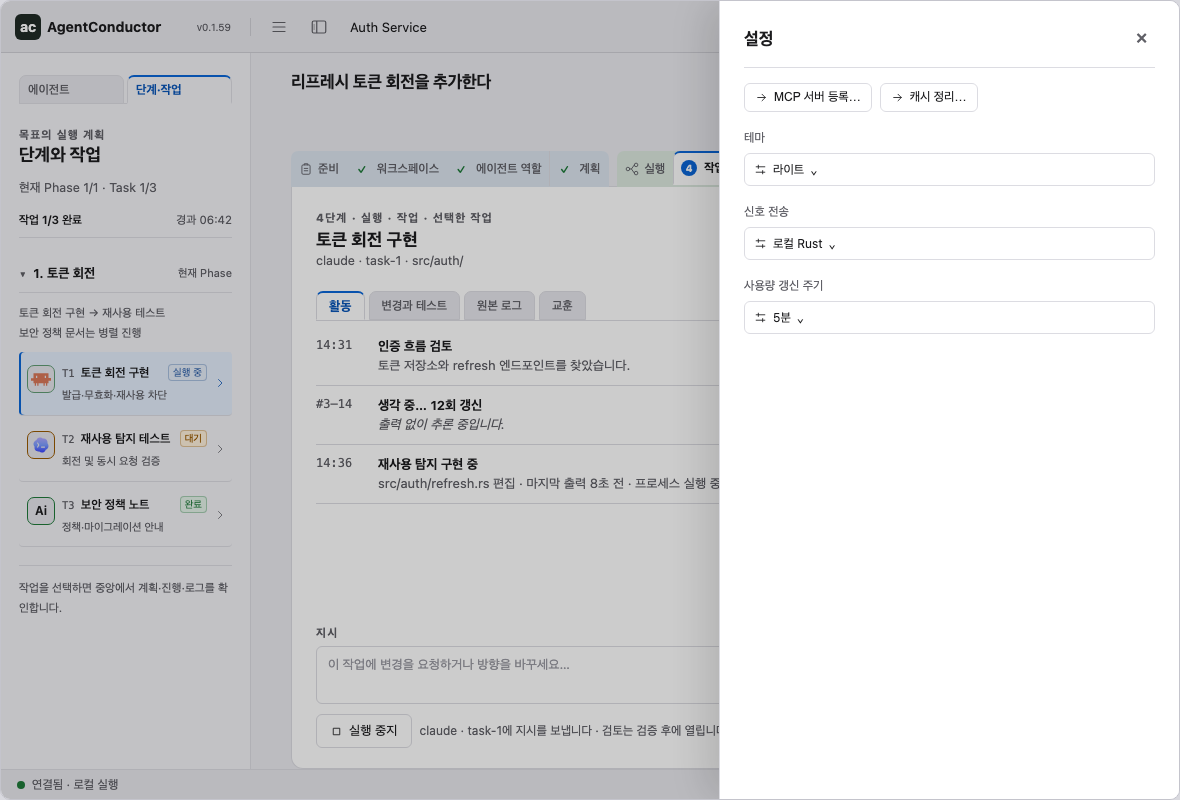 ac AgentConductor v0.1.59 Auth Service
에이전트 단계·작업
목표의 실행 계획
단계와 작업
현재 Phase 1/1 · Task 1/3
작업 1/3 완료 경과 06:42
1. 토큰 회전 현재 Phase
토큰 회전 구현 → 재사용 테스트
보안 정책 문서는 병렬 진행
T1 토큰 회전 구현 실행 중
발급·무효화·재사용 차단
T2 재사용 탐지 테스트 대기
회전 및 동시 요청 검증
Ai T3 보안 정책 노트 완료
정책·마이그레이션 안내
작업을 선택하면 중앙에서 계획·진행·로그를 확
인합니다.
연결됨 · 로컬 실행
리프레시 토큰 회전을 추가한다
준비 워크스페이스 에이전트 역할 계획 실행 4
4단계 · 실행 · 작업 · 선택한 작업
토큰 회전 구현
claude · task-1 · src/auth/
활동 변경과 테스트 원본 로그 교훈
14:31 인증 흐름 검토
토큰 저장소와 refresh 엔드포인트를 찾았습니다.
#3–14 생각 중... 12회 갱신
출력 없이 추론 중입니다.
14:36 재사용 탐지 구현 중
src/auth/refresh.rs 편집 · 마지막 출력 8초 전 · 프로세스 실행 중
지시
이 작업에 변경을 요청하거나 방향을 바꾸세요...
실행 중지 claude · task-1에 지시를 보냅니다 · 검토는 검증 후에 열립니다
설정
MCP 서버 등록... 캐시 정리...
테마
라이트
신호 전송
로컬 Rust
사용량 갱신 주기
5분